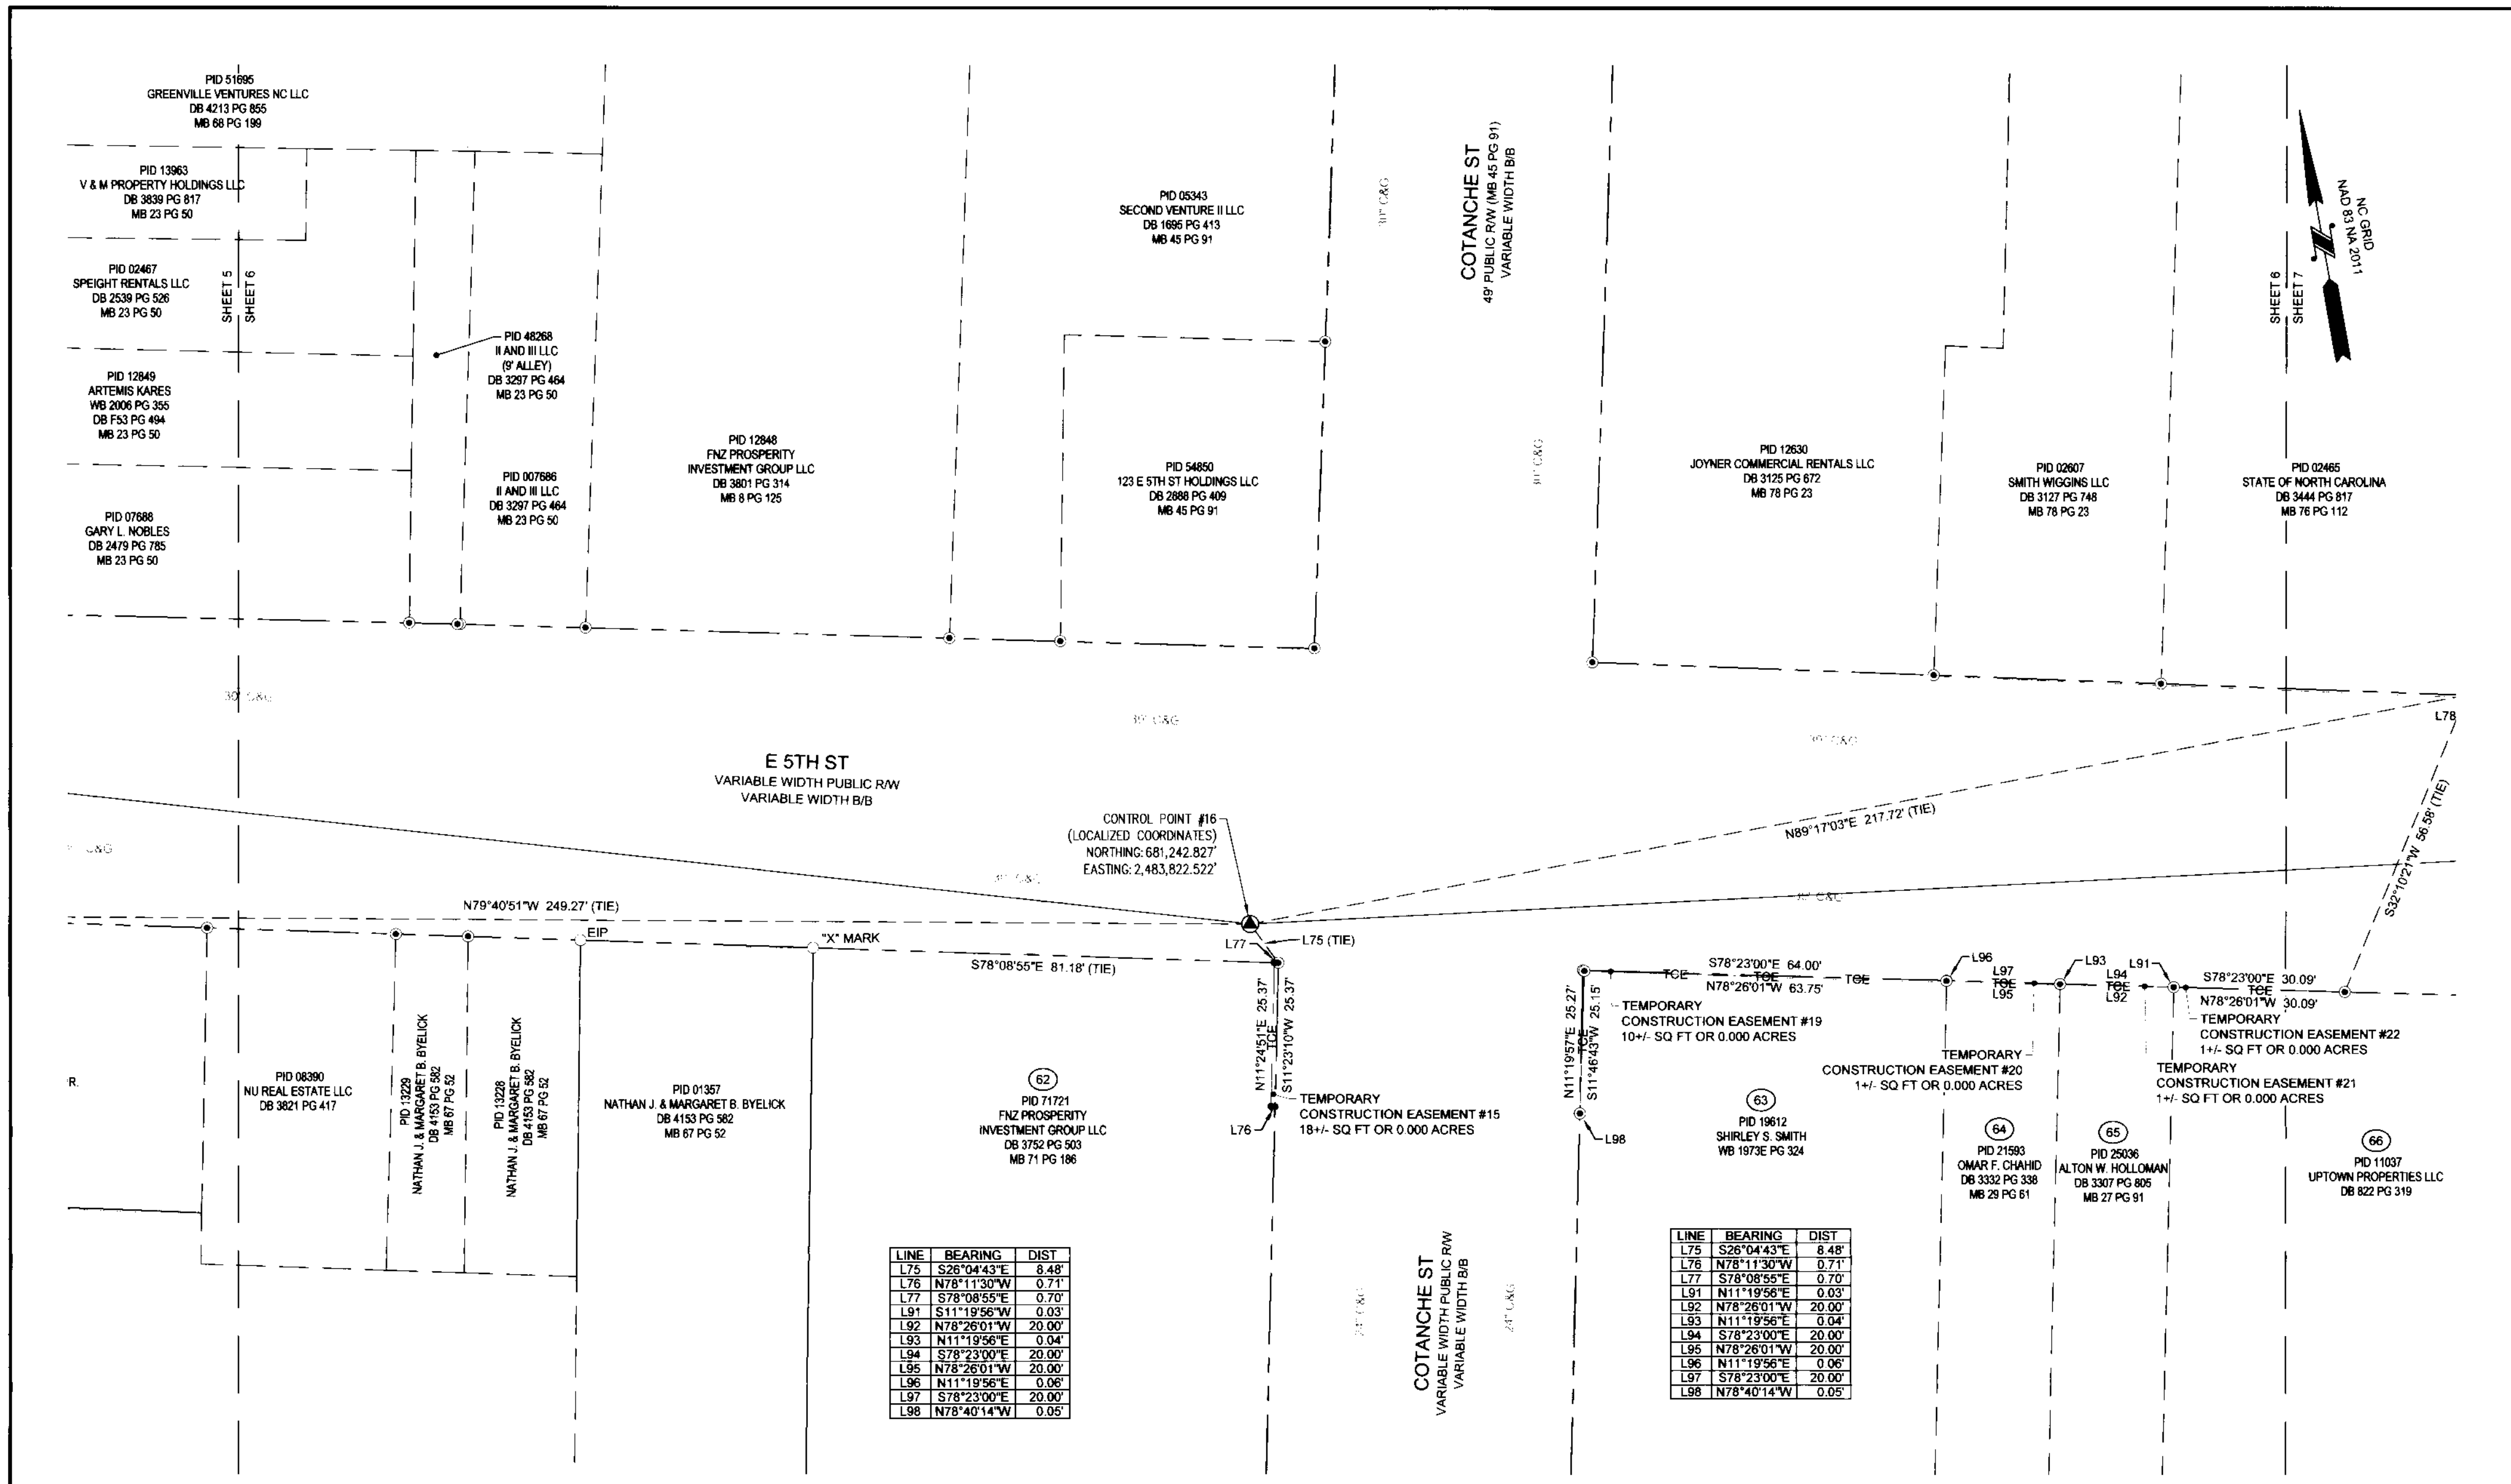 PID 51695
GREENVILLE VENTURES NC LLC
DB 4213 PG 855
MB 68 PG 199
PID 13963
V & M PROPERTY HOLDINGS LLC
DB 3839 PG 817
MB 23 PG 50
PID 02467
SPEIGHT RENTALS LLC
DB 2539 PG 526
MB 23 PG 50
SHEET 5
SHEET 6
PID 12849
ARTEMIS KARES
WB 2006 PG 355
DB F53 PG 494
MB 23 PG 50
PID 07688
GARY L. NOBLES
DB 2479 PG 785
MB 23 PG 50
PID 48268
II AND III LLC
(9' ALLEY)
DB 3297 PG 464
MB 23 PG 50
PID 007686
II AND III LLC
DB 3297 PG 464
MB 23 PG 50
PID 12848
FNZ PROSPERITY
INVESTMENT GROUP LLC
DB 3801 PG 314
MB 8 PG 125
PID 05343
SECOND VENTURE II LLC
DB 1695 PG 413
MB 45 PG 91
PID 54850
123 E 5TH ST HOLDINGS LLC
DB 2888 PG 409
MB 45 PG 91
30" C&G
COTANCHE ST
49' PUBLIC R/W (MB 45 PG 91)
VARIABLE WIDTH B/B
30" C&G
PID 12630
JOYNER COMMERCIAL RENTALS LLC
DB 3125 PG 672
MB 78 PG 23
PID 02607
SMITH WIGGINS LLC
DB 3127 PG 748
MB 78 PG 23
PID 02465
STATE OF NORTH CAROLINA
DB 3444 PG 817
MB 76 PG 112
SHEET 6
SHEET 7
NC GRID
NAD 83 NA 2011
30" C&G
30" C&G
30" C&G
L78
E 5TH ST
VARIABLE WIDTH PUBLIC R/W
VARIABLE WIDTH B/B
CONTROL POINT #16
(LOCALIZED COORDINATES)
NORTHING: 681,242.827'
EASTING: 2,483,822.522'
N89°17'03"E 217.72' (TIE)
S32°10'21"W 56.58' (TIE)
C&G
30" C&G
30" C&G
N79°40'51"W 249.27' (TIE)
EIP
"X" MARK
L77
L75 (TIE)
S78°08'55"E 81.18' (TIE)
N11°24'51"E 25.37'
TCE
S11°23'10"W 25.37'
L76
TEMPORARY
CONSTRUCTION EASEMENT #15
18+/- SQ FT OR 0.000 ACRES
N11°19'57"E 25.27'
TCE
S11°46'43"W 25.15'
L98
S78°23'00"E 64.00'
TCE TCE TCE
N78°26'01"W 63.75'
TEMPORARY
CONSTRUCTION EASEMENT #19
10+/- SQ FT OR 0.000 ACRES
L96
L97
TCE
L95
L93
L94
TCE
L92
L91
S78°23'00"E 30.09'
TCE
N78°26'01"W 30.09'
TEMPORARY
CONSTRUCTION EASEMENT #22
1+/- SQ FT OR 0.000 ACRES
TEMPORARY
CONSTRUCTION EASEMENT #20
1+/- SQ FT OR 0.000 ACRES
TEMPORARY
CONSTRUCTION EASEMENT #21
1+/- SQ FT OR 0.000 ACRES
R.
PID 08390
NU REAL ESTATE LLC
DB 3821 PG 417
PID 13229
NATHAN J. & MARGARET B. BYELICK
DB 4153 PG 582
MB 67 PG 52
PID 13228
NATHAN J. & MARGARET B. BYELICK
DB 4153 PG 582
MB 67 PG 52
PID 01357
NATHAN J. & MARGARET B. BYELICK
DB 4153 PG 582
MB 67 PG 52
62
PID 71721
FNZ PROSPERITY
INVESTMENT GROUP LLC
DB 3752 PG 503
MB 71 PG 186
63
PID 19612
SHIRLEY S. SMITH
WB 1973E PG 324
64
PID 21593
OMAR F. CHAHID
DB 3332 PG 338
MB 29 PG 61
65
PID 25036
ALTON W. HOLLOMAN
DB 3307 PG 805
MB 27 PG 91
66
PID 11037
UPTOWN PROPERTIES LLC
DB 822 PG 319
LINE BEARING DIST
L75 S26°04'43"E 8.48'
L76 N78°11'30"W 0.71'
L77 S78°08'55"E 0.70'
L91 S11°19'56"W 0.03'
L92 N78°26'01"W 20.00'
L93 N11°19'56"E 0.04'
L94 S78°23'00"E 20.00'
L95 N78°26'01"W 20.00'
L96 N11°19'56"E 0.06'
L97 S78°23'00"E 20.00'
L98 N78°40'14"W 0.05'
24" C&G
COTANCHE ST
VARIABLE WIDTH PUBLIC R/W
VARIABLE WIDTH B/B
24" C&G
LINE BEARING DIST
L75 S26°04'43"E 8.48'
L76 N78°11'30"W 0.71'
L77 S78°08'55"E 0.70'
L91 N11°19'56"E 0.03'
L92 N78°26'01"W 20.00'
L93 N11°19'56"E 0.04'
L94 S78°23'00"E 20.00'
L95 N78°26'01"W 20.00'
L96 N11°19'56"E 0.06'
L97 S78°23'00"E 20.00'
L98 N78°40'14"W 0.05'